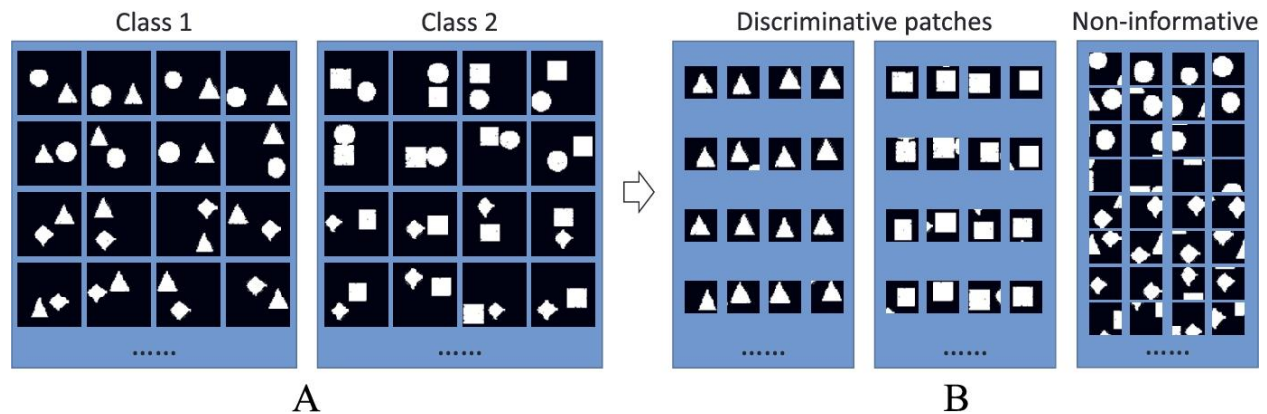 Class 1 Class 2 Discriminative patches Non-informative
...... ...... ...... ...... ......
A B